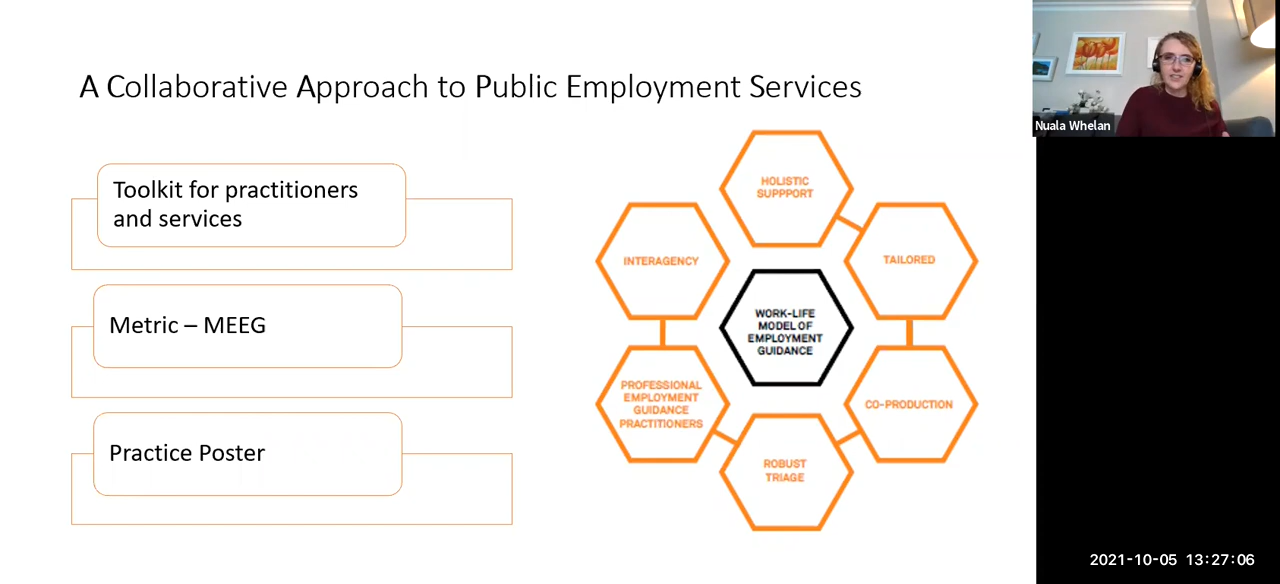 A Collaborative Approach to Public Employment Services
Toolkit for practitioners
and services
Metric – MEEG
Practice Poster
HOLISTIC
SUPPPORT
INTERAGENCY
TAILORED
WORK-LIFE
MODEL OF
EMPLOYMENT
GUIDANCE
PROFESSIONAL
EMPLOYMENT
GUIDANCE
PRACTITIONERS
CO-PRODUCTION
ROBUST
TRIAGE
Nuala Whelan
2021-10-05 13:27:06